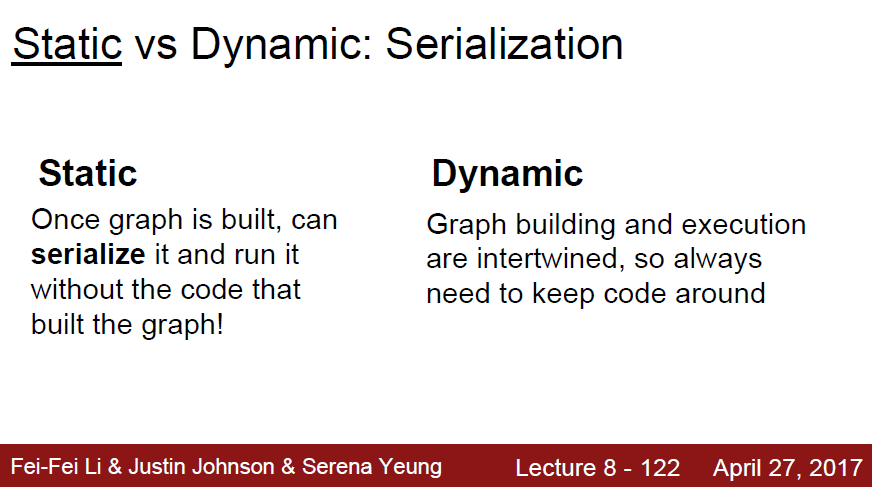 Static vs Dynamic: Serialization
Static
Once graph is built, can
serialize it and run it
without the code that
built the graph!
Dynamic
Graph building and execution
are intertwined, so always
need to keep code around
Fei-Fei Li & Justin Johnson & Serena Yeung
Lecture 8 - 122
April 27, 2017